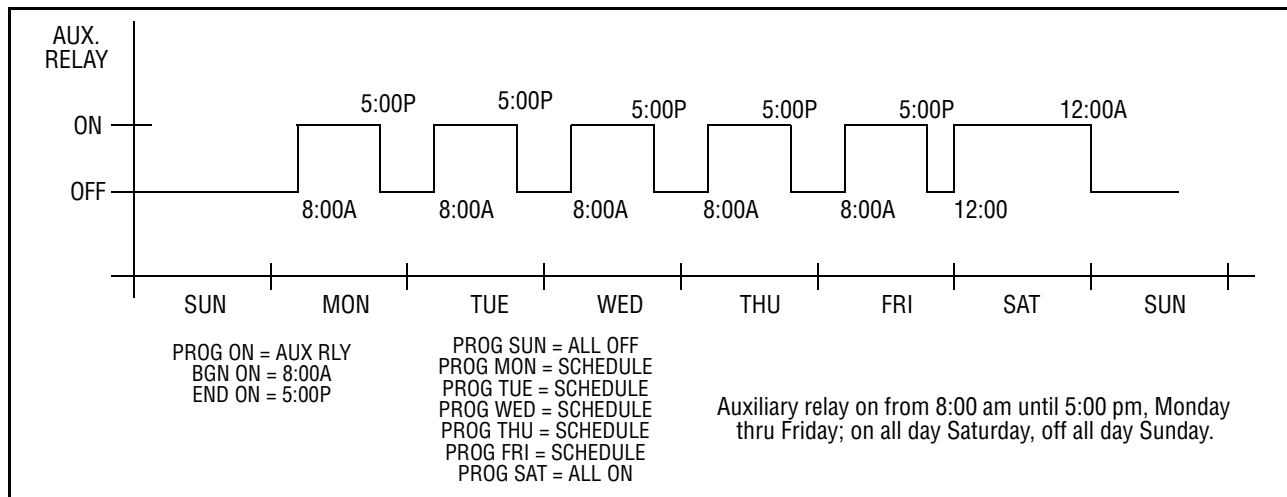 AUX.
RELAY
5:00P 5:00P 5:00P 5:00P 5:00P 12:00A
ON
OFF
8:00A 8:00A 8:00A 8:00A 8:00A 12:00
SUN MON TUE WED THU FRI SAT SUN
PROG ON = AUX RLY
BGN ON = 8:00A
END ON = 5:00P
PROG SUN = ALL OFF
PROG MON = SCHEDULE
PROG TUE = SCHEDULE
PROG WED = SCHEDULE
PROG THU = SCHEDULE
PROG FRI = SCHEDULE
PROG SAT = ALL ON
Auxiliary relay on from 8:00 am until 5:00 pm, Monday
thru Friday; on all day Saturday, off all day Sunday.